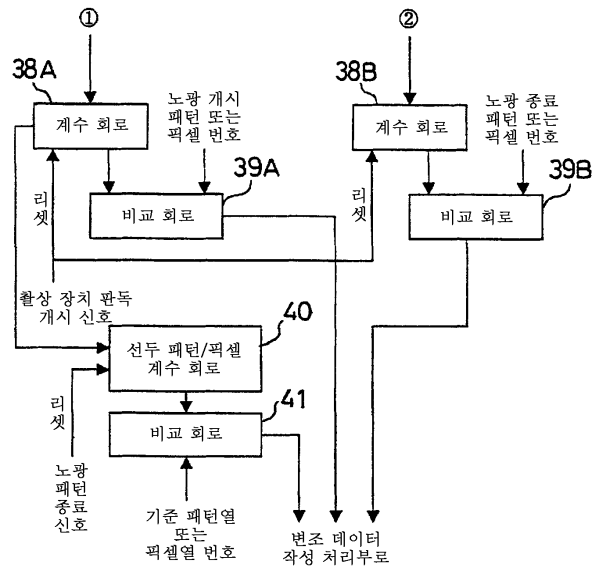 ①
②
38A
계수 회로
노광 개시
패턴 또는
픽셀 번호
38B
계수 회로
노광 종료
패턴 또는
픽셀 번호
리셋
39A
비교 회로
리셋
39B
비교 회로
촬상 장치 판독
개시 신호
40
선두 패턴/픽셀
계수 회로
리셋
41
비교 회로
노광
패턴
종료
신호
기준 패턴열
또는
픽셀열 번호
변조 데이터
작성 처리부로